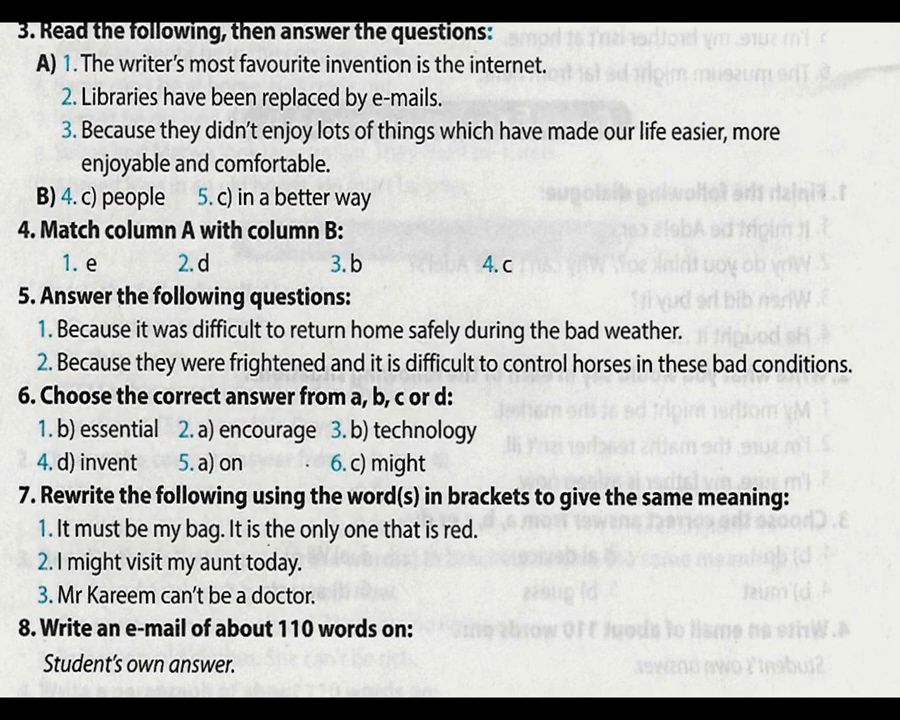 3. Read the following, then answer the questions:
A) 1. The writer's most favourite invention is the internet.
2. Libraries have been replaced by e-mails.
3. Because they didn't enjoy lots of things which have made our life easier, more
enjoyable and comfortable.
B) 4. c) people 5. c) in a better way
4. Match column A with column B:
1. e 2. d 3. b 4. c
5. Answer the following questions:
1. Because it was difficult to return home safely during the bad weather.
2. Because they were frightened and it is difficult to control horses in these bad conditions.
6. Choose the correct answer from a, b, c or d:
1. b) essential 2. a) encourage 3. b) technology
4. d) invent 5. a) on 6. c) might
7. Rewrite the following using the word(s) in brackets to give the same meaning:
1. It must be my bag. It is the only one that is red.
2. I might visit my aunt today.
3. Mr Kareem can't be a doctor.
8. Write an e-mail of about 110 words on:
Student's own answer.